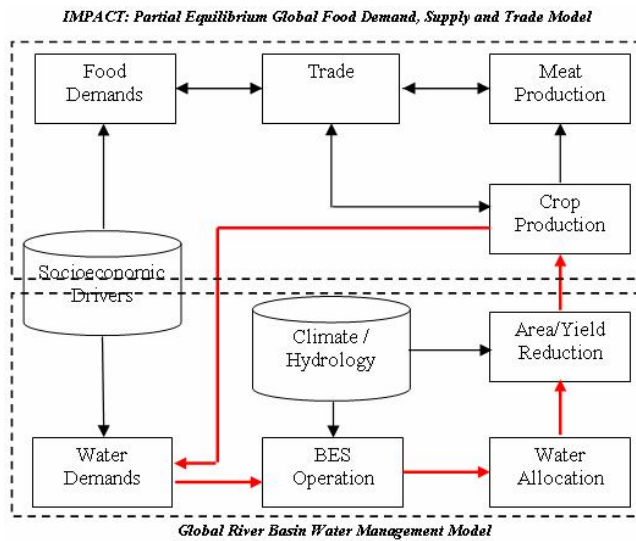 IMPACT: Partial Equilibrium Global Food Demand, Supply and Trade Model
Food
Demands
Trade
Meat
Production
Crop
Production
Socioeconomic
Drivers
Climate /
Hydrology
Area/Yield
Reduction
Water
Demands
BES
Operation
Water
Allocation
Global River Basin Water Management Model